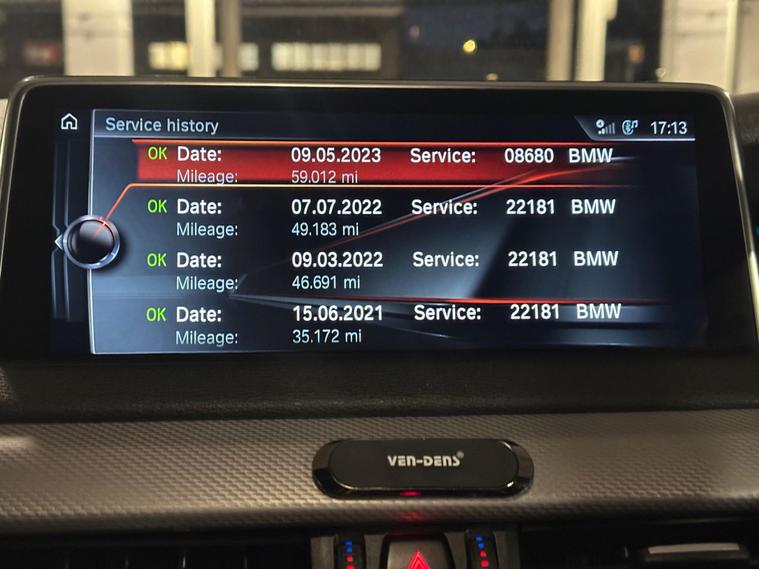 Service history 17:13
OK Date: 09.05.2023 Service: 08680 BMW
Mileage: 59.012 mi
OK Date: 07.07.2022 Service: 22181 BMW
Mileage: 49.183 mi
OK Date: 09.03.2022 Service: 22181 BMW
Mileage: 46.691 mi
OK Date: 15.06.2021 Service: 22181 BMW
Mileage: 35.172 mi
VEN-DENS®